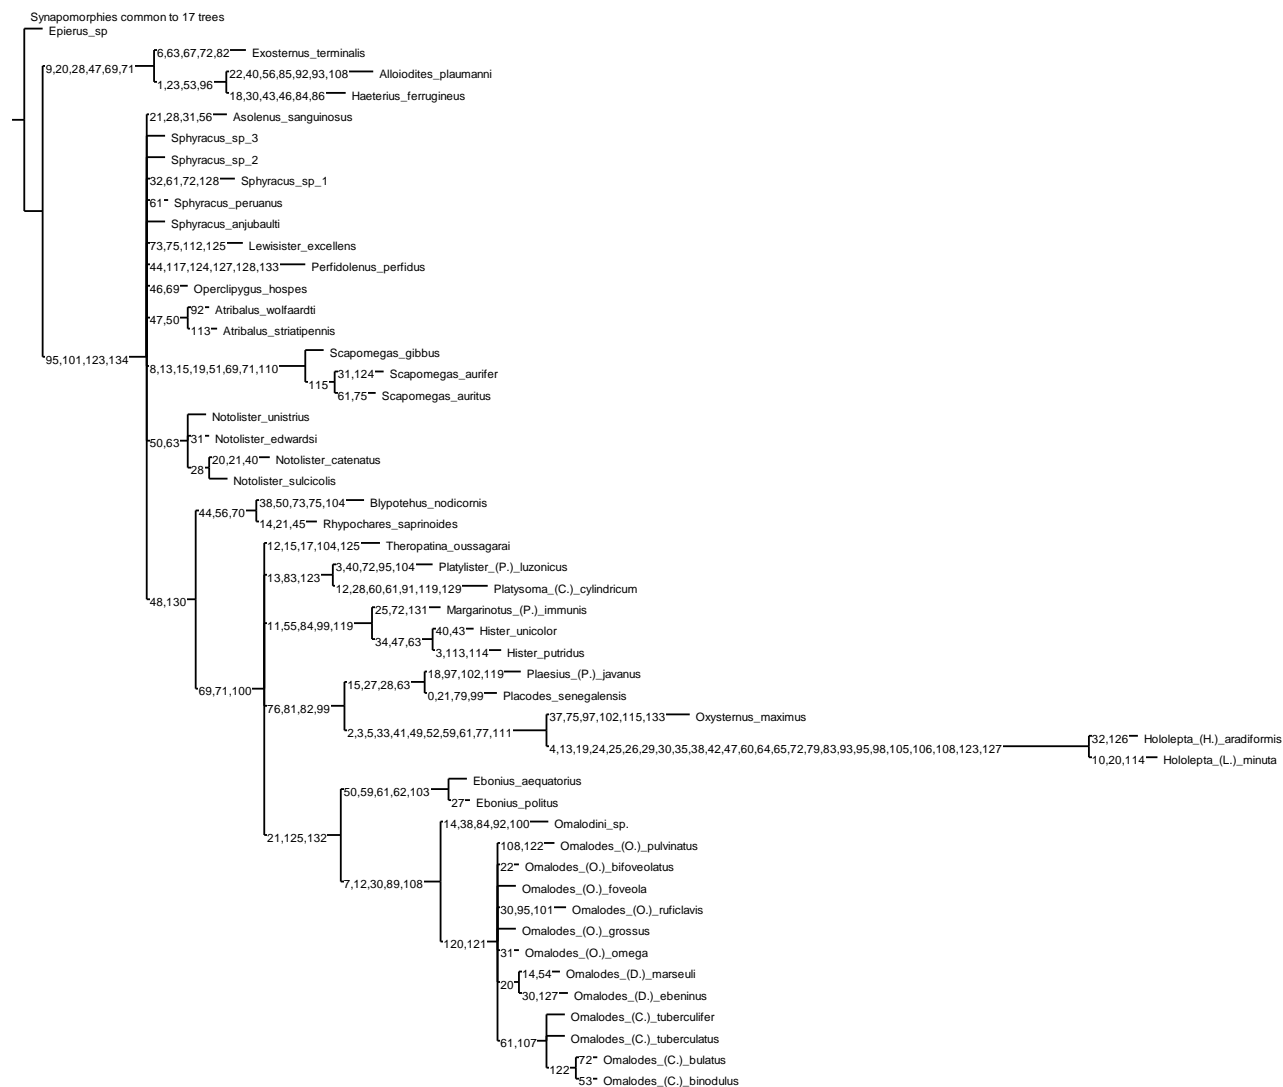 Synapomorphies common to 17 trees
Epierus_sp
6,63,67,72,82 Exosternus_terminalis
9,20,28,47,69,71
22,40,56,85,92,93,108 Alloiodites_plaumanni
1,23,53,96
18,30,43,46,84,86 Haeterius_ferrugineus
21,28,31,56 Asolenus_sanguinosus
Sphyracus_sp_3
Sphyracus_sp_2
32,61,72,128 Sphyracus_sp_1
61 Sphyracus_peruanus
Sphyracus_anjubaulti
73,75,112,125 Lewisister_excellens
44,117,124,127,128,133 Perfidolenus_perfidus
46,69 Operclipygus_hospes
92 Atribalus_wolfaardti
47,50
113 Atribalus_striatipennis
Scapomegas_gibbus
95,101,123,134
8,13,15,19,51,69,71,110
31,124 Scapomegas_aurifer
115
61,75 Scapomegas_auritus
Notolister_unistrius
31 Notolister_edwardsi
50,63
20,21,40 Notolister_catenatus
28
Notolister_sulcicolis
38,50,73,75,104 Blypotehus_nodicornis
44,56,70
14,21,45 Rhypochares_saprinoides
12,15,17,104,125 Theropatina_oussagarai
3,40,72,95,104 Platylister_(P.)_luzonicus
13,83,123
12,28,60,61,91,119,129 Platysoma_(C.)_cylindricum
48,130
25,72,131 Margarinotus_(P.)_immunis
11,55,84,99,119
40,43 Hister_unicolor
34,47,63
3,113,114 Hister_putridus
18,97,102,119 Plaesius_(P.)_javanus
15,27,28,63
69,71,100
0,21,79,99 Placodes_senegalensis
76,81,82,99
37,75,97,102,115,133 Oxysternus_maximus
2,3,5,33,41,49,52,59,61,77,111
32,126 Hololepta_(H.)_aradiformis
4,13,19,24,25,26,29,30,35,38,42,47,60,64,65,72,79,83,93,95,98,105,106,108,123,127
10,20,114 Hololepta_(L.)_minuta
Ebonius_aequatorius
50,59,61,62,103
27 Ebonius_politus
14,38,84,92,100 Omalodini_sp.
21,125,132
108,122 Omalodes_(O.)_pulvinatus
22 Omalodes_(O.)_bifoveolatus
7,12,30,89,108
Omalodes_(O.)_foveola
30,95,101 Omalodes_(O.)_ruficlavis
Omalodes_(O.)_grossus
120,121
31 Omalodes_(O.)_omega
14,54 Omalodes_(D.)_marseuli
20
30,127 Omalodes_(D.)_ebeninus
Omalodes_(C.)_tuberculifer
61,107
Omalodes_(C.)_tuberculatus
72 Omalodes_(C.)_bulatus
122
53 Omalodes_(C.)_binodulus